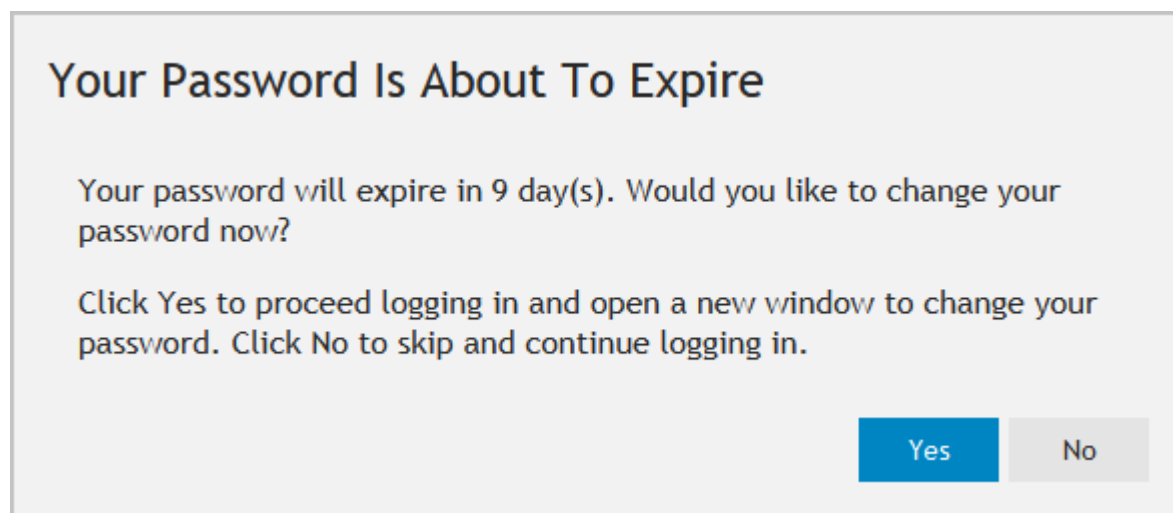 Your Password Is About To Expire
Your password will expire in 9 day(s). Would you like to change your
password now?
Click Yes to proceed logging in and open a new window to change your
password. Click No to skip and continue logging in.
Yes No